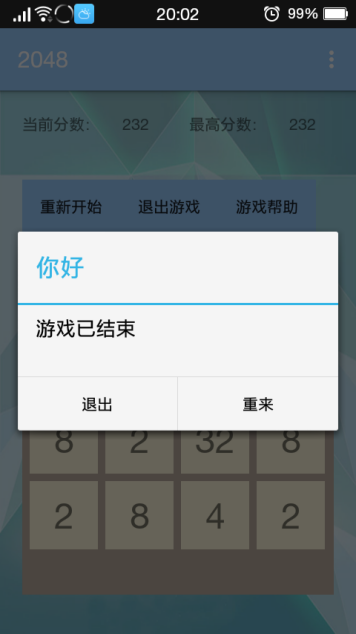 20:02 99%
2048
当前分数: 232 最高分数: 232
重新开始 退出游戏 游戏帮助
你好
游戏已结束
退出 重来
8 2 32 8
2 8 4 2